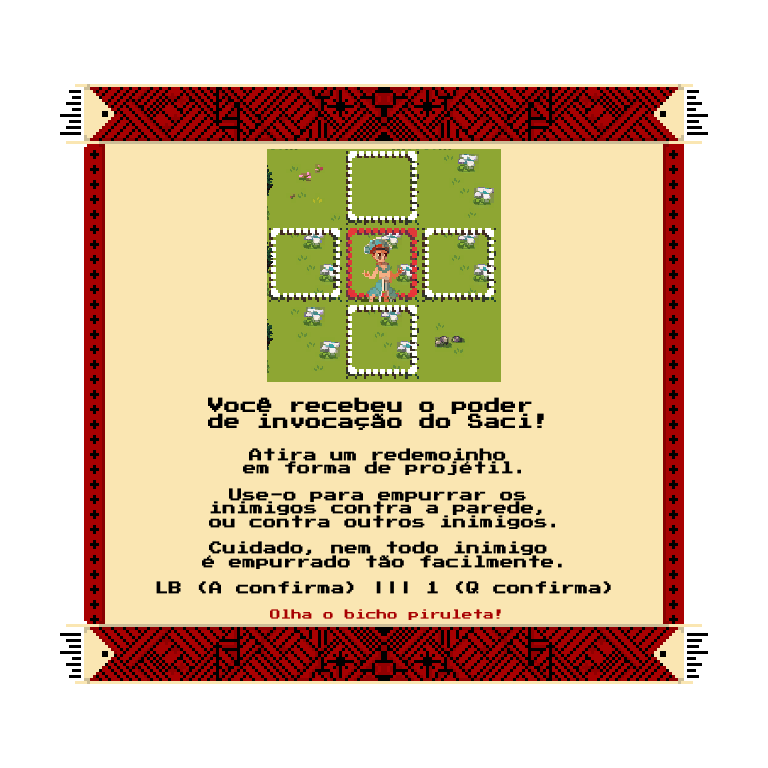 Você recebeu o poder
de invocação do Saci!
Atira um redemoinho
em forma de projétil.
Use-o para empurrar os
inimigos contra a parede,
ou contra outros inimigos.
Cuidado, nem todo inimigo
é empurrado tão facilmente.
LB (A confirma) ||| 1 (Q confirma)
Olha o bicho piruleta!